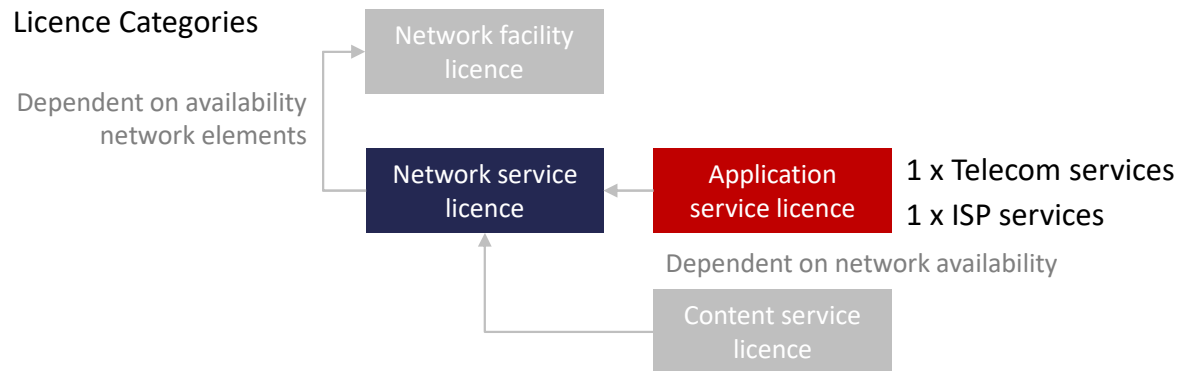 Licence Categories
Network facility
licence
Dependent on availability
network elements
Network service
licence
Application
service licence
1 x Telecom services
1 x ISP services
Dependent on network availability
Content service
licence